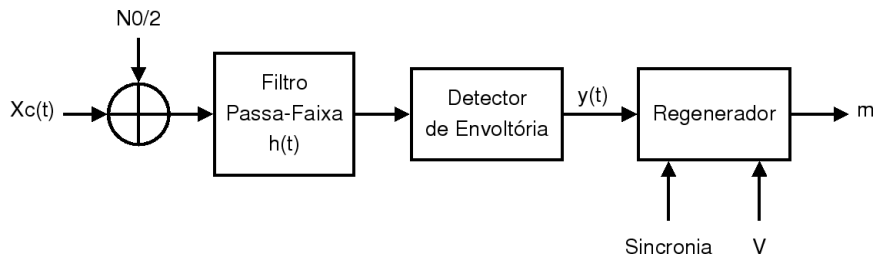 N0/2
Xc(t)
Filtro
Passa-Faixa
h(t)
Detector
de Envoltória
y(t)
Regenerador
m
Sincronia
V